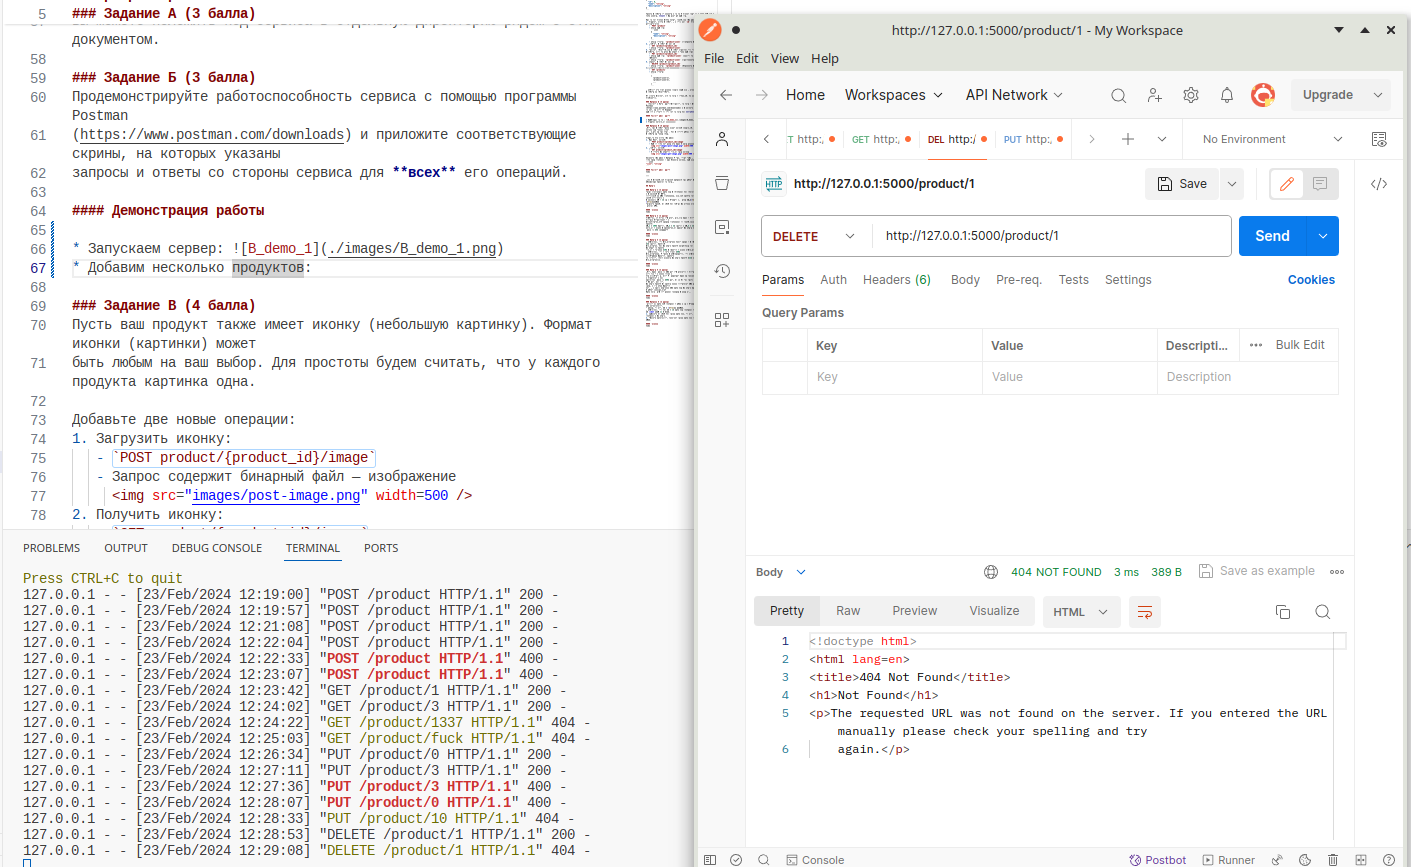 5 ### Задание А (3 балла)
документом.
58
59 ### Задание Б (3 балла)
60 Продемонстрируйте работоспособность сервиса с помощью программы
Postman
61 (https://www.postman.com/downloads) и приложите соответствующие
скрины, на которых указаны
62 запросы и ответы со стороны сервиса для **всех** его операций.
63
64 #### Демонстрация работы
65
66 * Запускаем сервер: ![B_demo_1](./images/B_demo_1.png)
67 * Добавим несколько продуктов:
68
69 ### Задание В (4 балла)
70 Пусть ваш продукт также имеет иконку (небольшую картинку). Формат
иконки (картинки) может
71 быть любым на ваш выбор. Для простоты будем считать, что у каждого
продукта картинка одна.
72
73 Добавьте две новые операции:
74 1. Загрузить иконку:
75 - `POST product/{product_id}/image`
76 - Запрос содержит бинарный файл — изображение
77 <img src="images/post-image.png" width=500 />
78 2. Получить иконку:
PROBLEMS OUTPUT DEBUG CONSOLE TERMINAL PORTS
Press CTRL+C to quit
127.0.0.1 - - [23/Feb/2024 12:19:00] "POST /product HTTP/1.1" 200 -
127.0.0.1 - - [23/Feb/2024 12:19:57] "POST /product HTTP/1.1" 200 -
127.0.0.1 - - [23/Feb/2024 12:21:08] "POST /product HTTP/1.1" 200 -
127.0.0.1 - - [23/Feb/2024 12:22:04] "POST /product HTTP/1.1" 200 -
127.0.0.1 - - [23/Feb/2024 12:22:33] "POST /product HTTP/1.1" 400 -
127.0.0.1 - - [23/Feb/2024 12:23:07] "POST /product HTTP/1.1" 400 -
127.0.0.1 - - [23/Feb/2024 12:23:42] "GET /product/1 HTTP/1.1" 200 -
127.0.0.1 - - [23/Feb/2024 12:24:02] "GET /product/3 HTTP/1.1" 200 -
127.0.0.1 - - [23/Feb/2024 12:24:22] "GET /product/1337 HTTP/1.1" 404 -
127.0.0.1 - - [23/Feb/2024 12:25:03] "GET /product/fuck HTTP/1.1" 404 -
127.0.0.1 - - [23/Feb/2024 12:26:34] "PUT /product/0 HTTP/1.1" 200 -
127.0.0.1 - - [23/Feb/2024 12:27:11] "PUT /product/3 HTTP/1.1" 200 -
127.0.0.1 - - [23/Feb/2024 12:27:36] "PUT /product/3 HTTP/1.1" 400 -
127.0.0.1 - - [23/Feb/2024 12:28:07] "PUT /product/0 HTTP/1.1" 400 -
127.0.0.1 - - [23/Feb/2024 12:28:33] "PUT /product/10 HTTP/1.1" 404 -
127.0.0.1 - - [23/Feb/2024 12:28:53] "DELETE /product/1 HTTP/1.1" 200 -
127.0.0.1 - - [23/Feb/2024 12:29:08] "DELETE /product/1 HTTP/1.1" 404 -
http://127.0.0.1:5000/product/1 - My Workspace
File Edit View Help
Home Workspaces API Network Upgrade
T http:. GET http:. DEL http:/ PUT http:. No Environment
HTTP http://127.0.0.1:5000/product/1 Save
DELETE http://127.0.0.1:5000/product/1 Send
Params Auth Headers (6) Body Pre-req. Tests Settings Cookies
Query Params
Key Value Descripti... Bulk Edit
Key Value Description
Body 404 NOT FOUND 3 ms 389 B Save as example
Pretty Raw Preview Visualize HTML
1 <!doctype html>
2 <html lang=en>
3 <title>404 Not Found</title>
4 <h1>Not Found</h1>
5 <p>The requested URL was not found on the server. If you entered the URL
manually please check your spelling and try
6 again.</p>
Console Postbot Runner